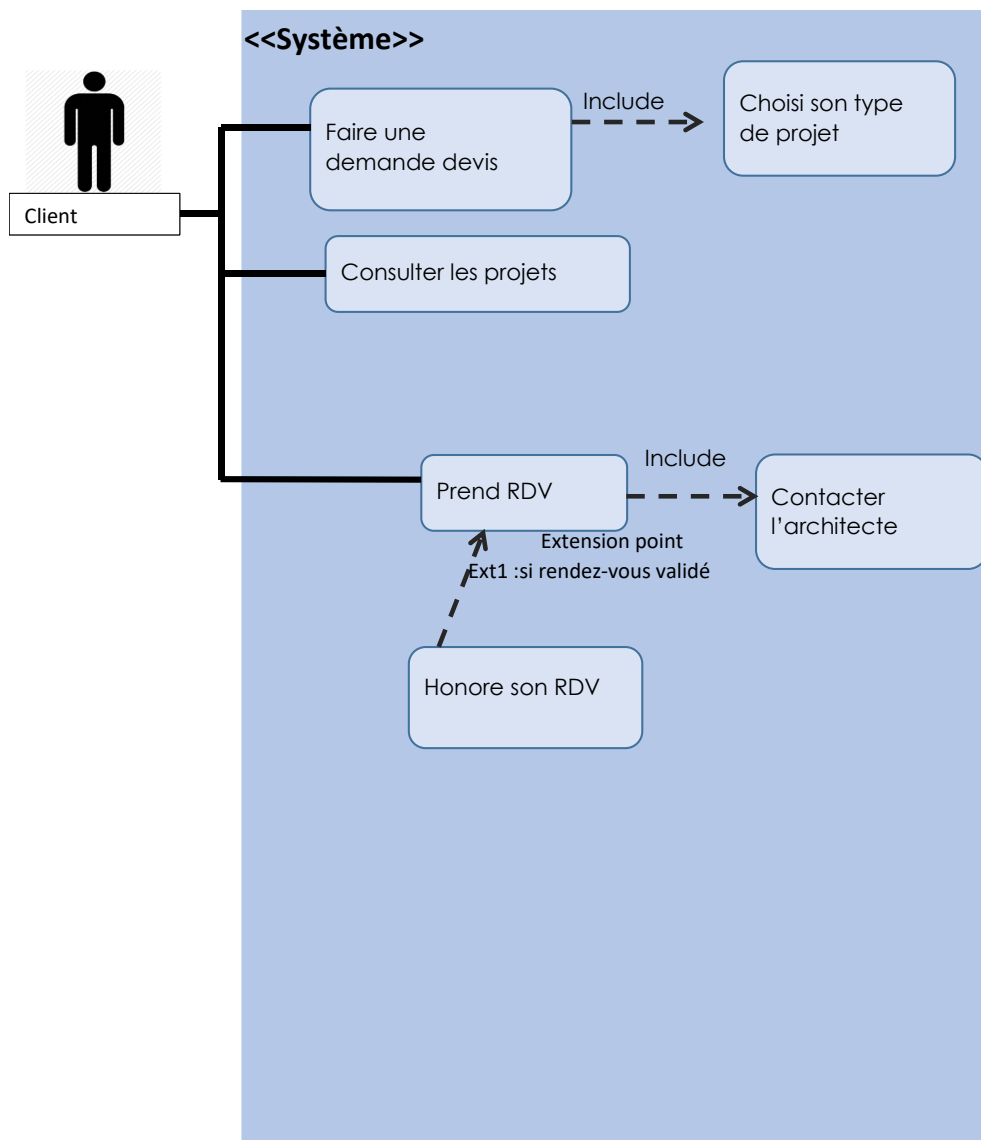 <<Système>>
Include
Faire une
demande devis
Choisi son type
de projet
Client
Consulter les projets
Include
Prend RDV
Contacter
l'architecte
Extension point
Ext1 :si rendez-vous validé
Honore son RDV